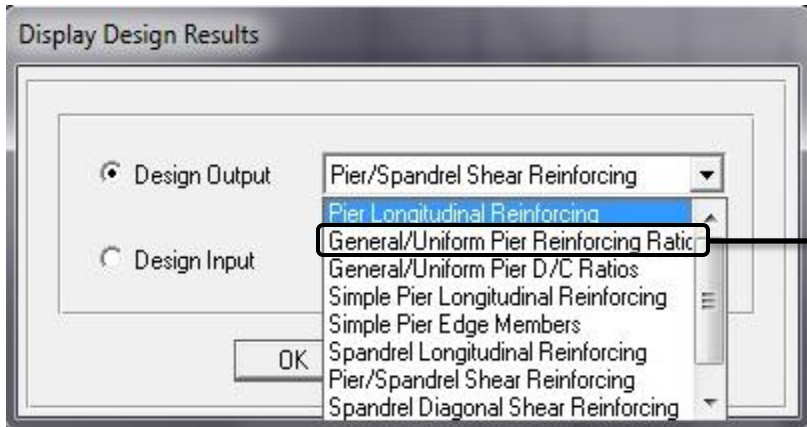 Display Design Results
Design Output
Pier/Spandrel Shear Reinforcing
Pier Longitudinal Reinforcing
General/Uniform Pier Reinforcing Ratio
Design Input
General/Uniform Pier D/C Ratios
Simple Pier Longitudinal Reinforcing
Simple Pier Edge Members
OK
Spandrel Longitudinal Reinforcing
Pier/Spandrel Shear Reinforcing
Spandrel Diagonal Shear Reinforcing